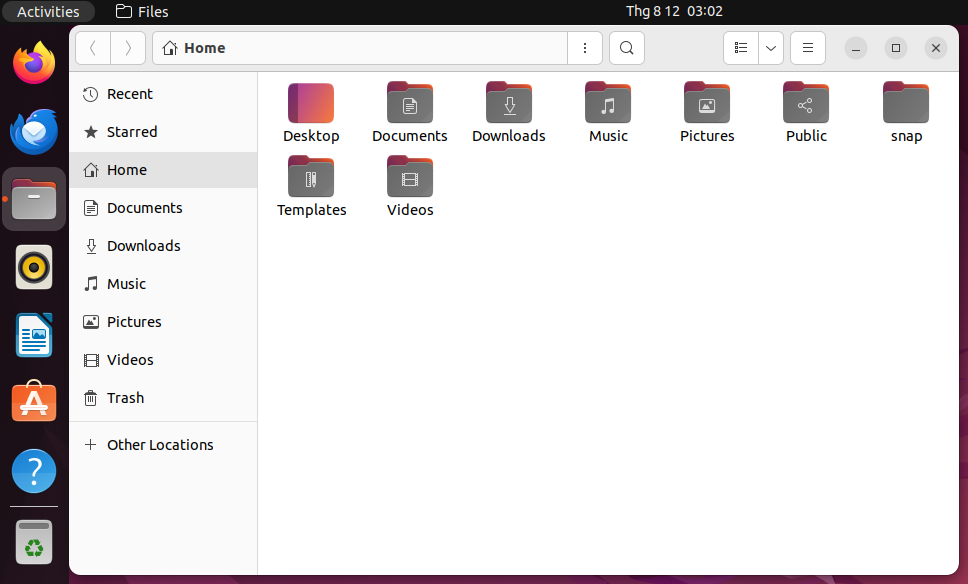 Activities Files Thg 8 12 03:02
Home
Recent
Starred
Home
Documents
Downloads
Music
Pictures
Videos
Trash
Other Locations
Desktop Documents Downloads Music Pictures Public snap
Templates Videos